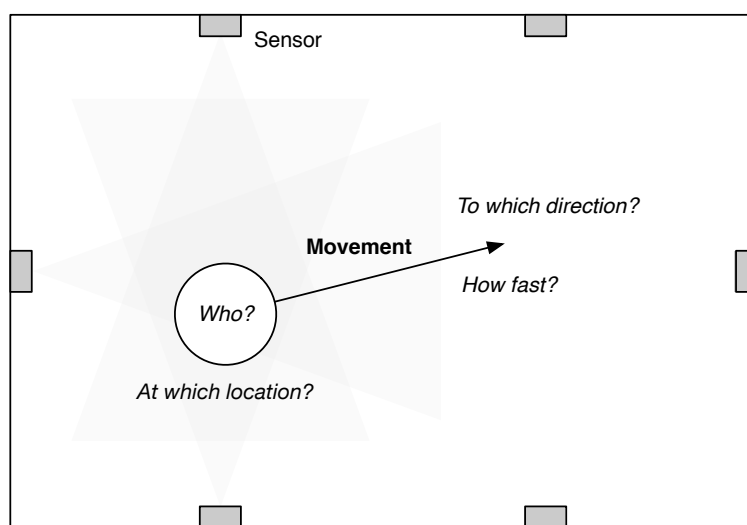 Sensor
To which direction?
Movement
How fast?
Who?
At which location?